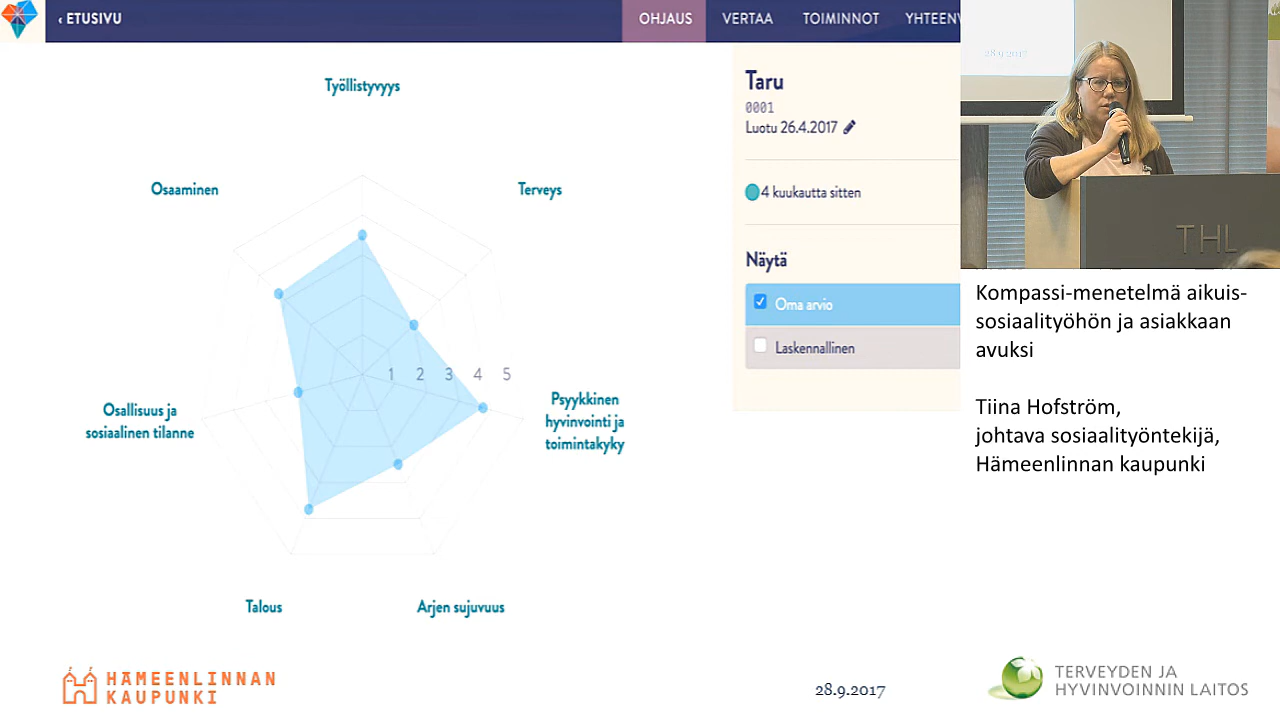 ‹ ETUSIVU
OHJAUS
VERTAA
TOIMINNOT
Työllistyvyys
Osaaminen
Terveys
1 2 3 4 5
Psyykkinen
hyvinvointi ja
toimintakyky
Osallisuus ja
sosiaalinen tilanne
Talous
Arjen sujuvuus
Taru
0001
Luotu 26.4.2017
4 kuukautta sitten
Näytä
Oma arvio
Laskennallinen
28.9.2017
THL
Kompassi-menetelmä aikuis-
sosiaalityöhön ja asiakkaan
avuksi
Tiina Hofström,
johtava sosiaalityöntekijä,
Hämeenlinnan kaupunki
HÄMEENLINNAN
KAUPUNKI
28.9.2017
TERVEYDEN JA
HYVINVOINNIN LAITOS